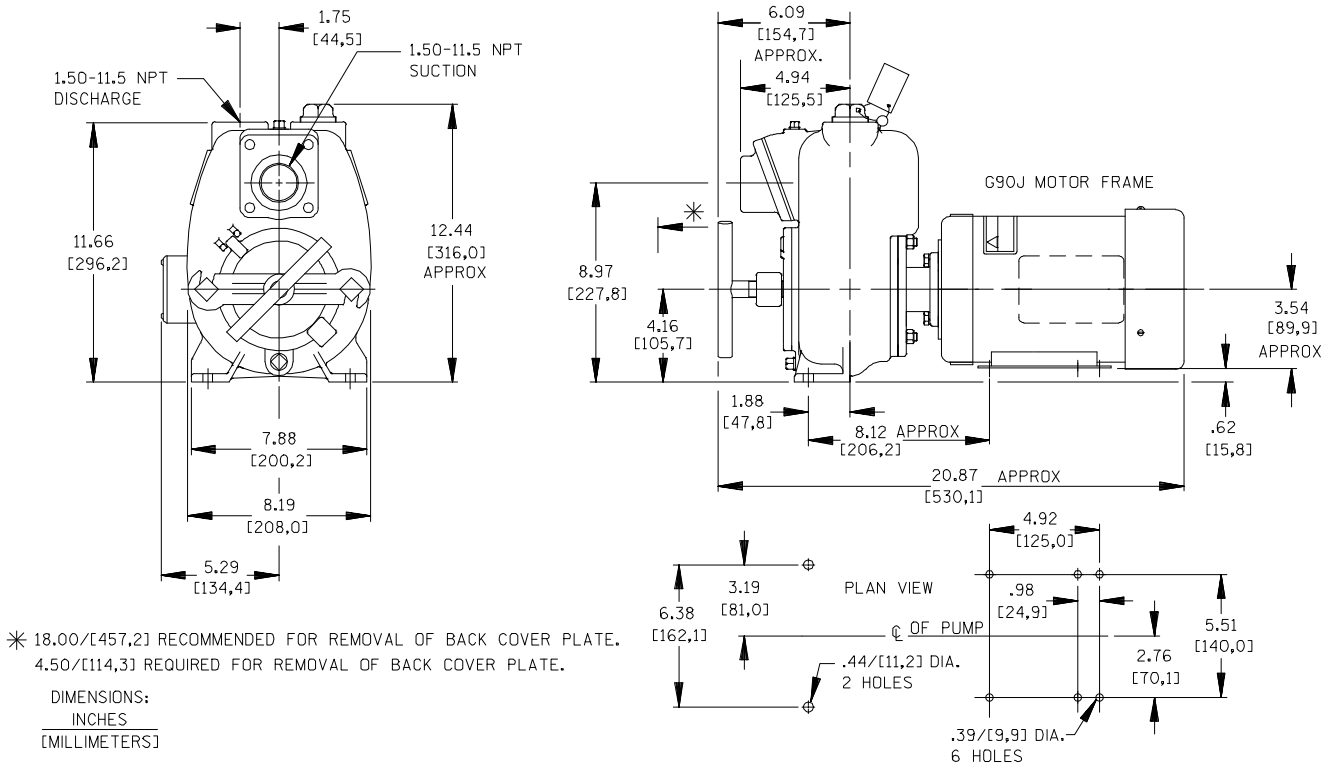 1.75
[44,5]
1.50-11.5 NPT
SUCTION
1.50-11.5 NPT
DISCHARGE
11.66
[296,2]
12.44
[316,0]
APPROX
7.88
[200,2]
8.19
[208,0]
5.29
[134,4]
6.09
[154,7]
APPROX.
4.94
[125,5]
G90J MOTOR FRAME
8.97
[227,8]
4.16
[105,7]
3.54
[89,9]
APPROX
1.88
[47,8]
8.12 APPROX
[206,2]
.62
[15,8]
20.87 APPROX
[530,1]
4.92
[125,0]
3.19
[81,0]
PLAN VIEW
.98
[24,9]
6.38
[162,1]
℄ OF PUMP
5.51
[140,0]
2.76
[70,1]
.44/[11,2] DIA.
2 HOLES
.39/[9,9] DIA.
6 HOLES
✳ 18.00/[457,2] RECOMMENDED FOR REMOVAL OF BACK COVER PLATE.
4.50/[114,3] REQUIRED FOR REMOVAL OF BACK COVER PLATE.
DIMENSIONS:
INCHES
[MILLIMETERS]